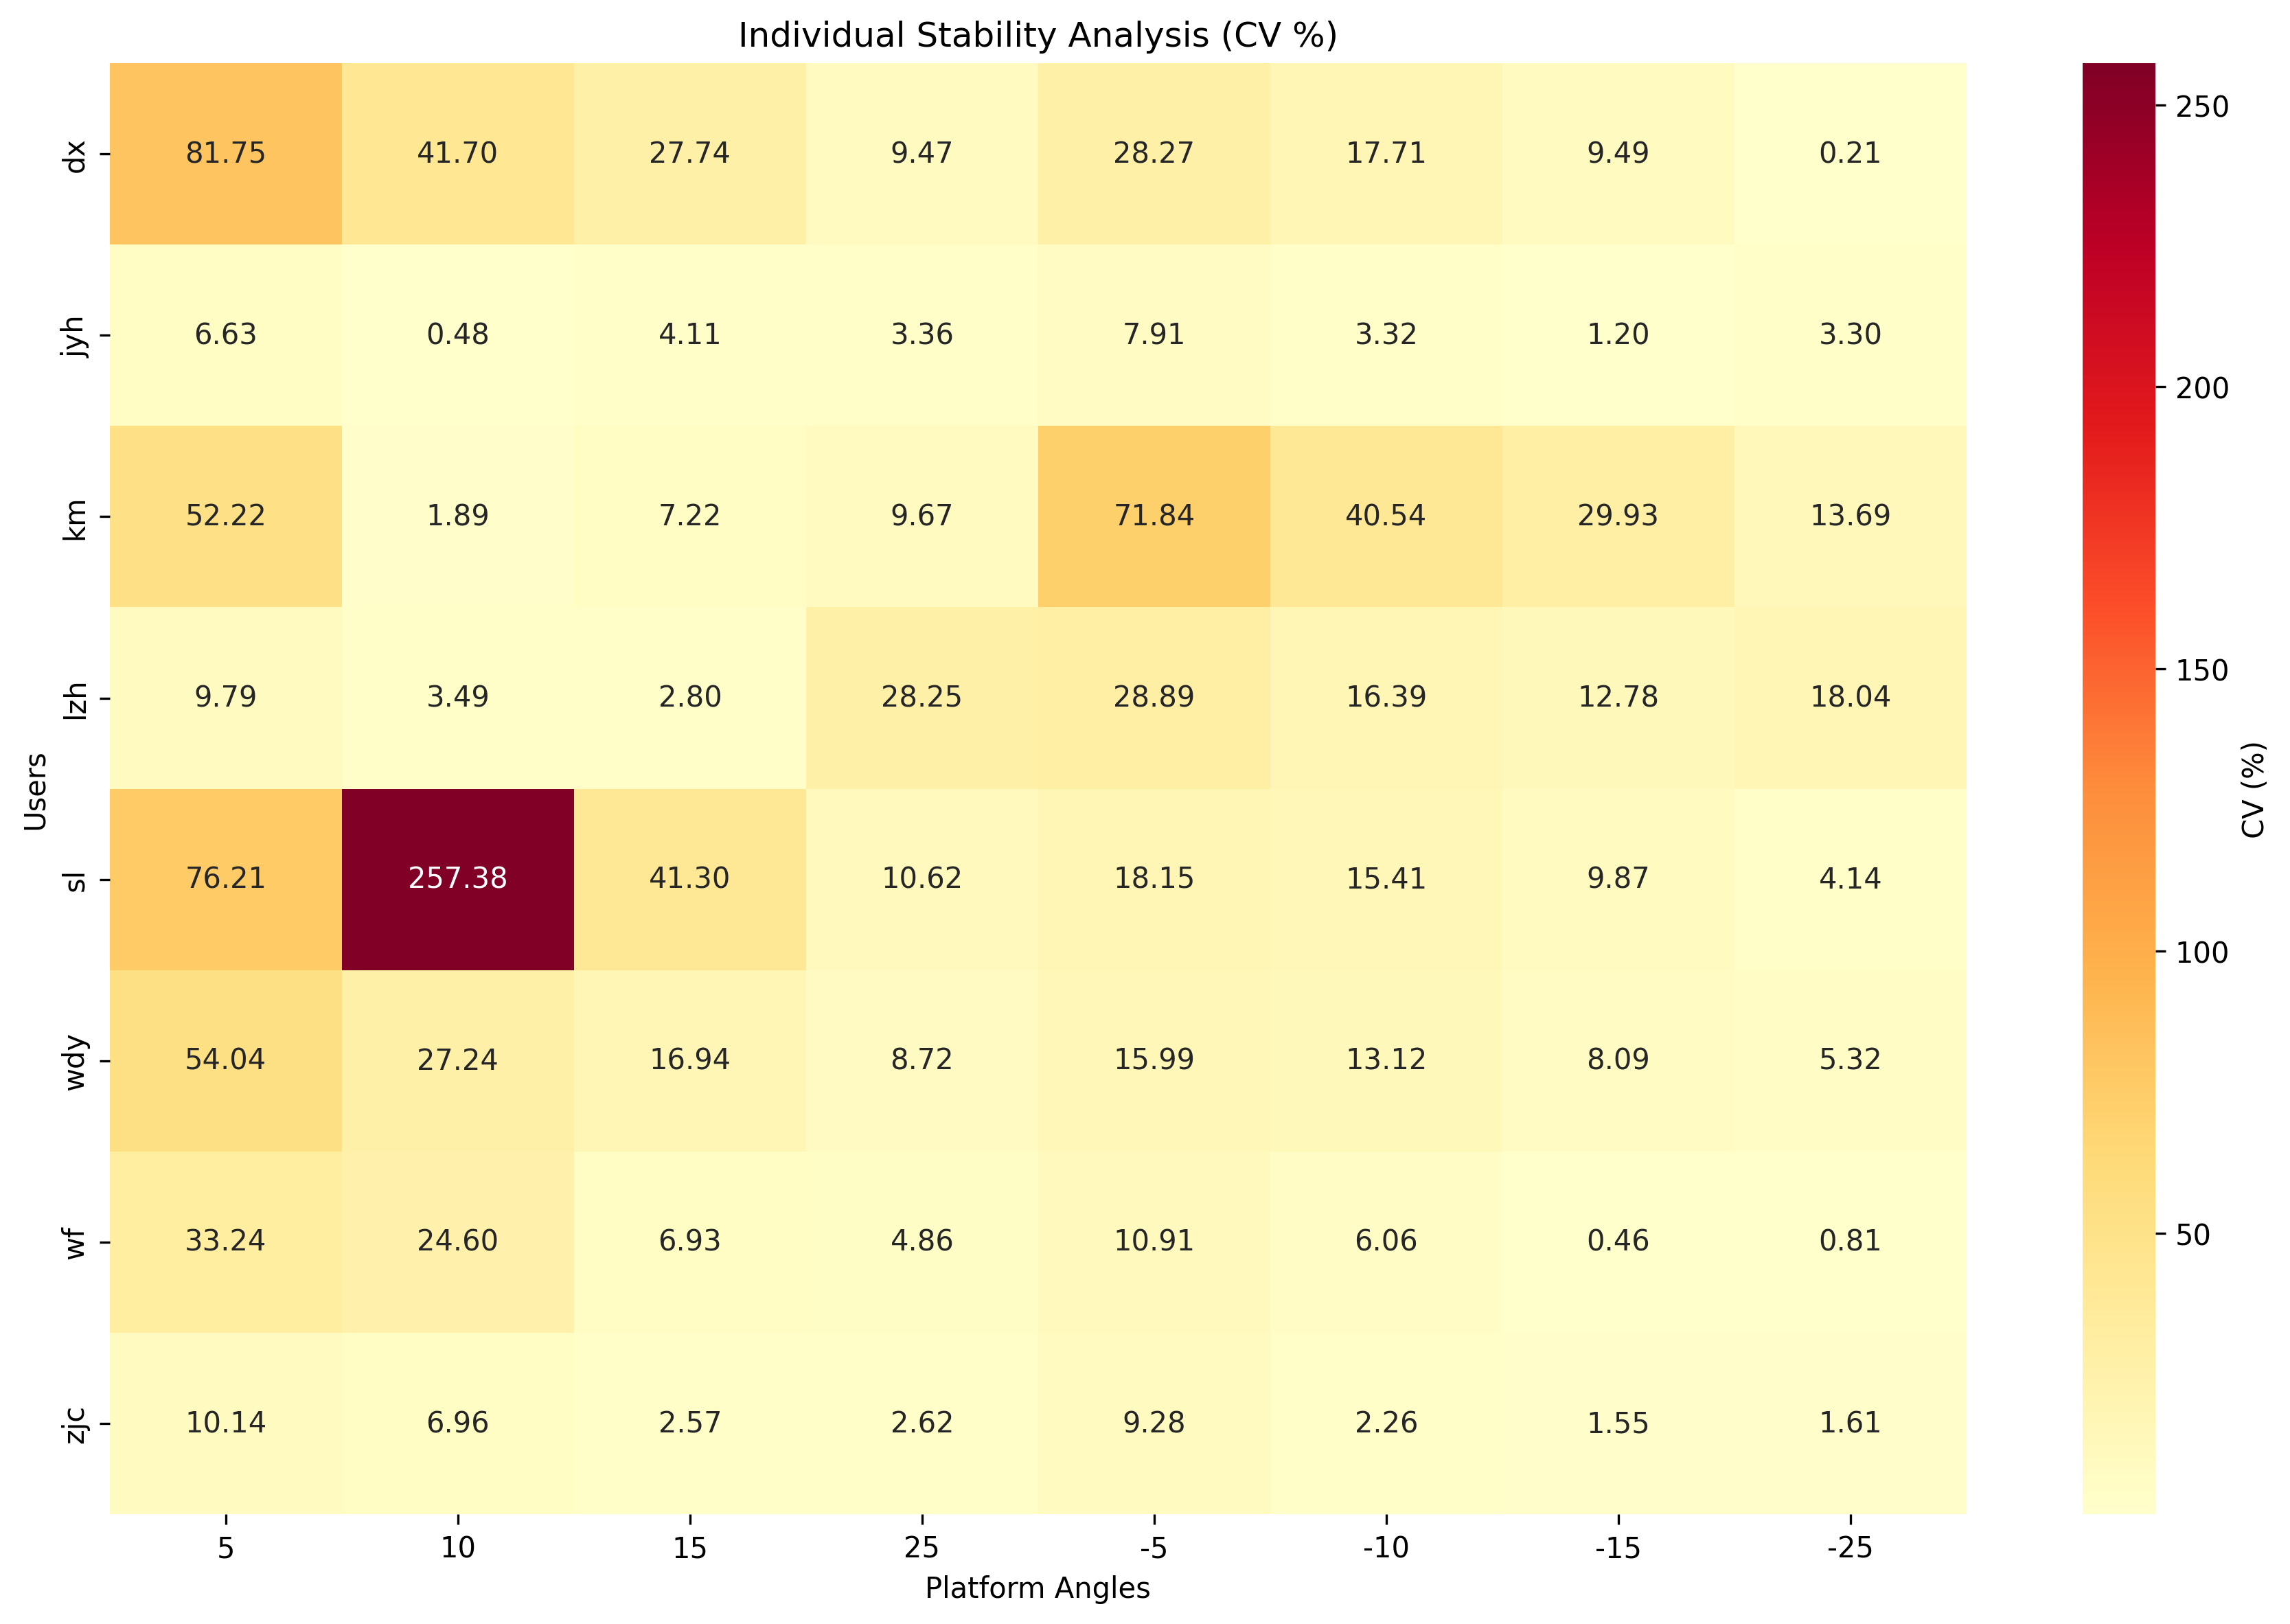 Individual Stability Analysis (CV %)
Users
dx 81.75 41.70 27.74 9.47 28.27 17.71 9.49 0.21
jyh 6.63 0.48 4.11 3.36 7.91 3.32 1.20 3.30
km 52.22 1.89 7.22 9.67 71.84 40.54 29.93 13.69
lzh 9.79 3.49 2.80 28.25 28.89 16.39 12.78 18.04
sl 76.21 257.38 41.30 10.62 18.15 15.41 9.87 4.14
wdy 54.04 27.24 16.94 8.72 15.99 13.12 8.09 5.32
wf 33.24 24.60 6.93 4.86 10.91 6.06 0.46 0.81
zjc 10.14 6.96 2.57 2.62 9.28 2.26 1.55 1.61
5 10 15 25 -5 -10 -15 -25
Platform Angles
250
200
150
100
50
CV (%)